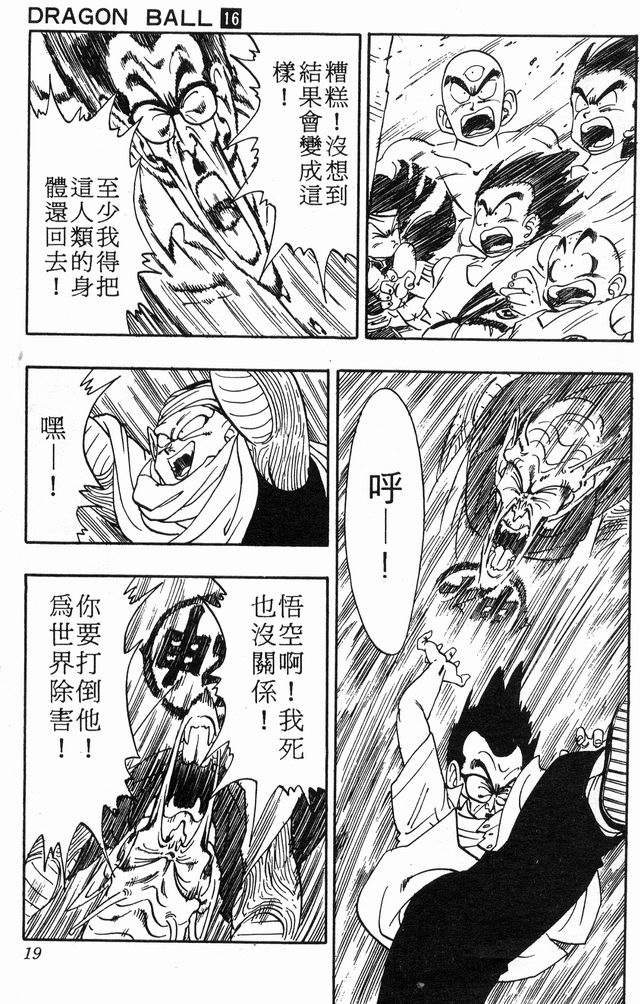 DRAGON BALL 16
糟糕！沒想到
結果會變成這
樣！
至少我得把
這人類的身
體還回去！
呼—！
神
嘿—！
悟空啊！我死
也沒關係！
你要打倒他！
為世界除害！
19